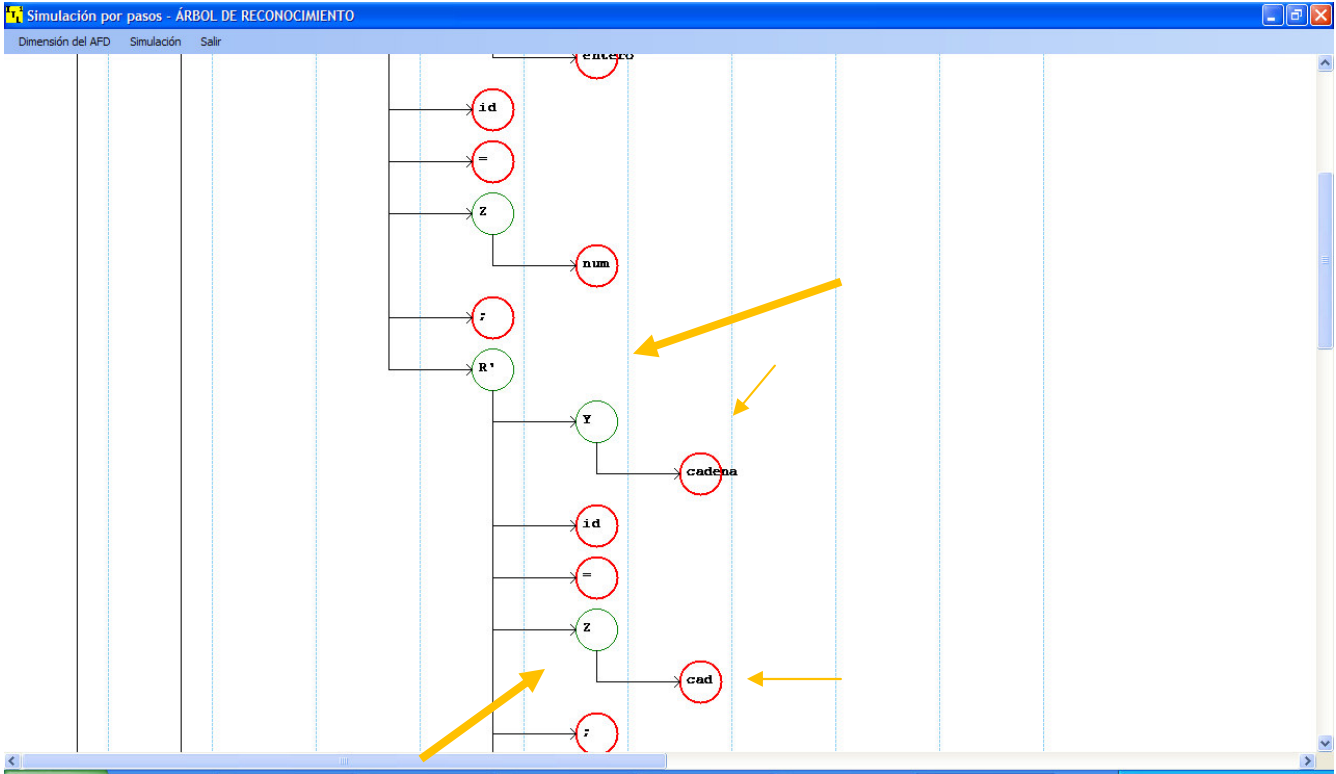 Simulación por pasos - ÁRBOL DE RECONOCIMIENTO
Dimensión del AFD Simulación Salir
entero
id
=
Z
num
;
R'
Y
cadena
id
=
Z
cad
;